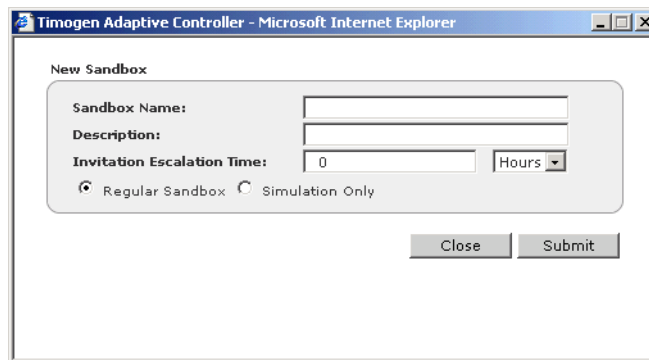 Timogen Adaptive Controller - Microsoft Internet Explorer
New Sandbox
Sandbox Name:
Description:
Invitation Escalation Time: 0 Hours
Regular Sandbox Simulation Only
Close Submit